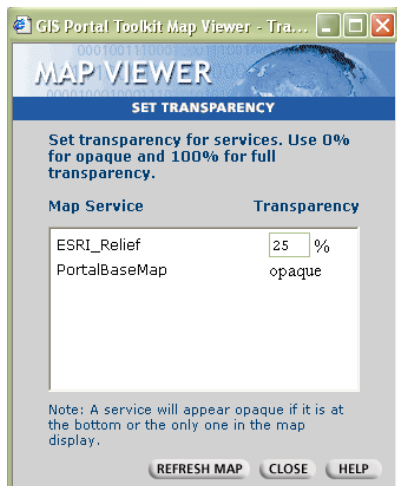 GIS Portal Toolkit Map Viewer - Tra...
MAP VIEWER
SET TRANSPARENCY
Set transparency for services. Use 0%
for opaque and 100% for full
transparency.
Map Service Transparency
ESRI_Relief 25 %
PortalBaseMap opaque
Note: A service will appear opaque if it is at
the bottom or the only one in the map
display.
REFRESH MAP CLOSE HELP